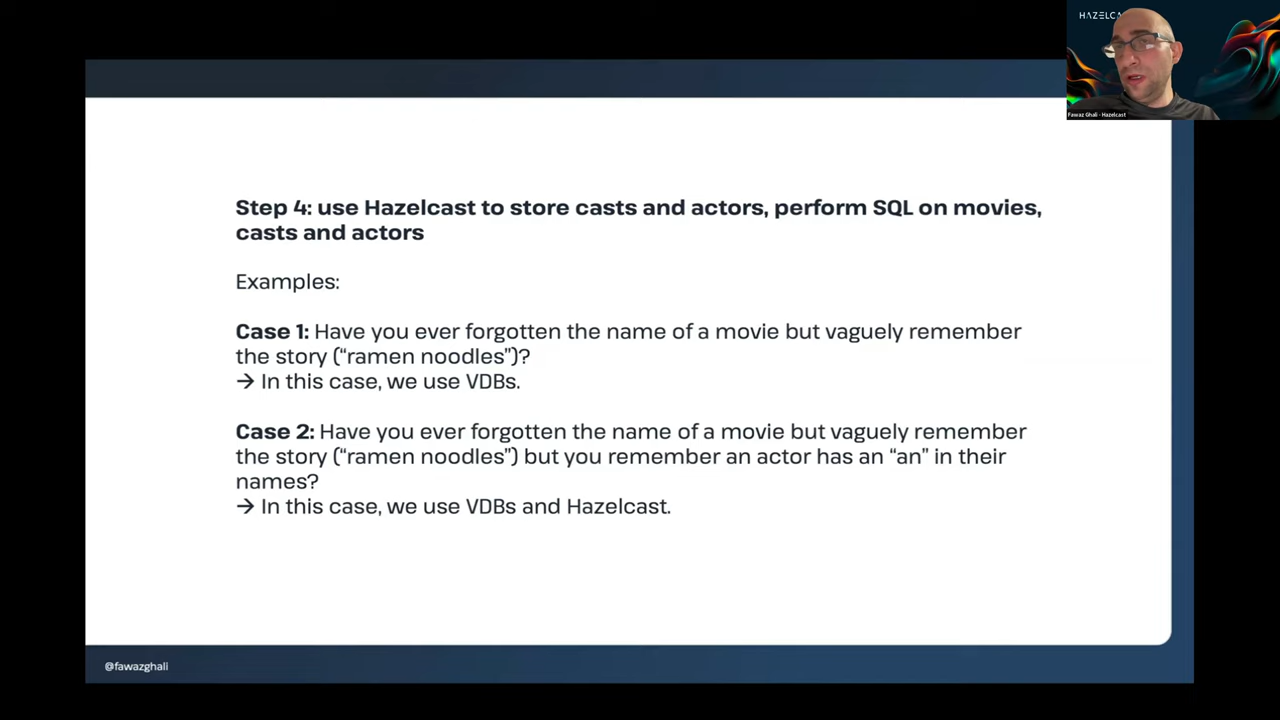 HAZELCA
Fawaz Ghali - Hazelcast
Step 4: use Hazelcast to store casts and actors, perform SQL on movies,
casts and actors
Examples:
Case 1: Have you ever forgotten the name of a movie but vaguely remember
the story (“ramen noodles”)?
→ In this case, we use VDBs.
Case 2: Have you ever forgotten the name of a movie but vaguely remember
the story (“ramen noodles”) but you remember an actor has an “an” in their
names?
→ In this case, we use VDBs and Hazelcast.
@fawazghali